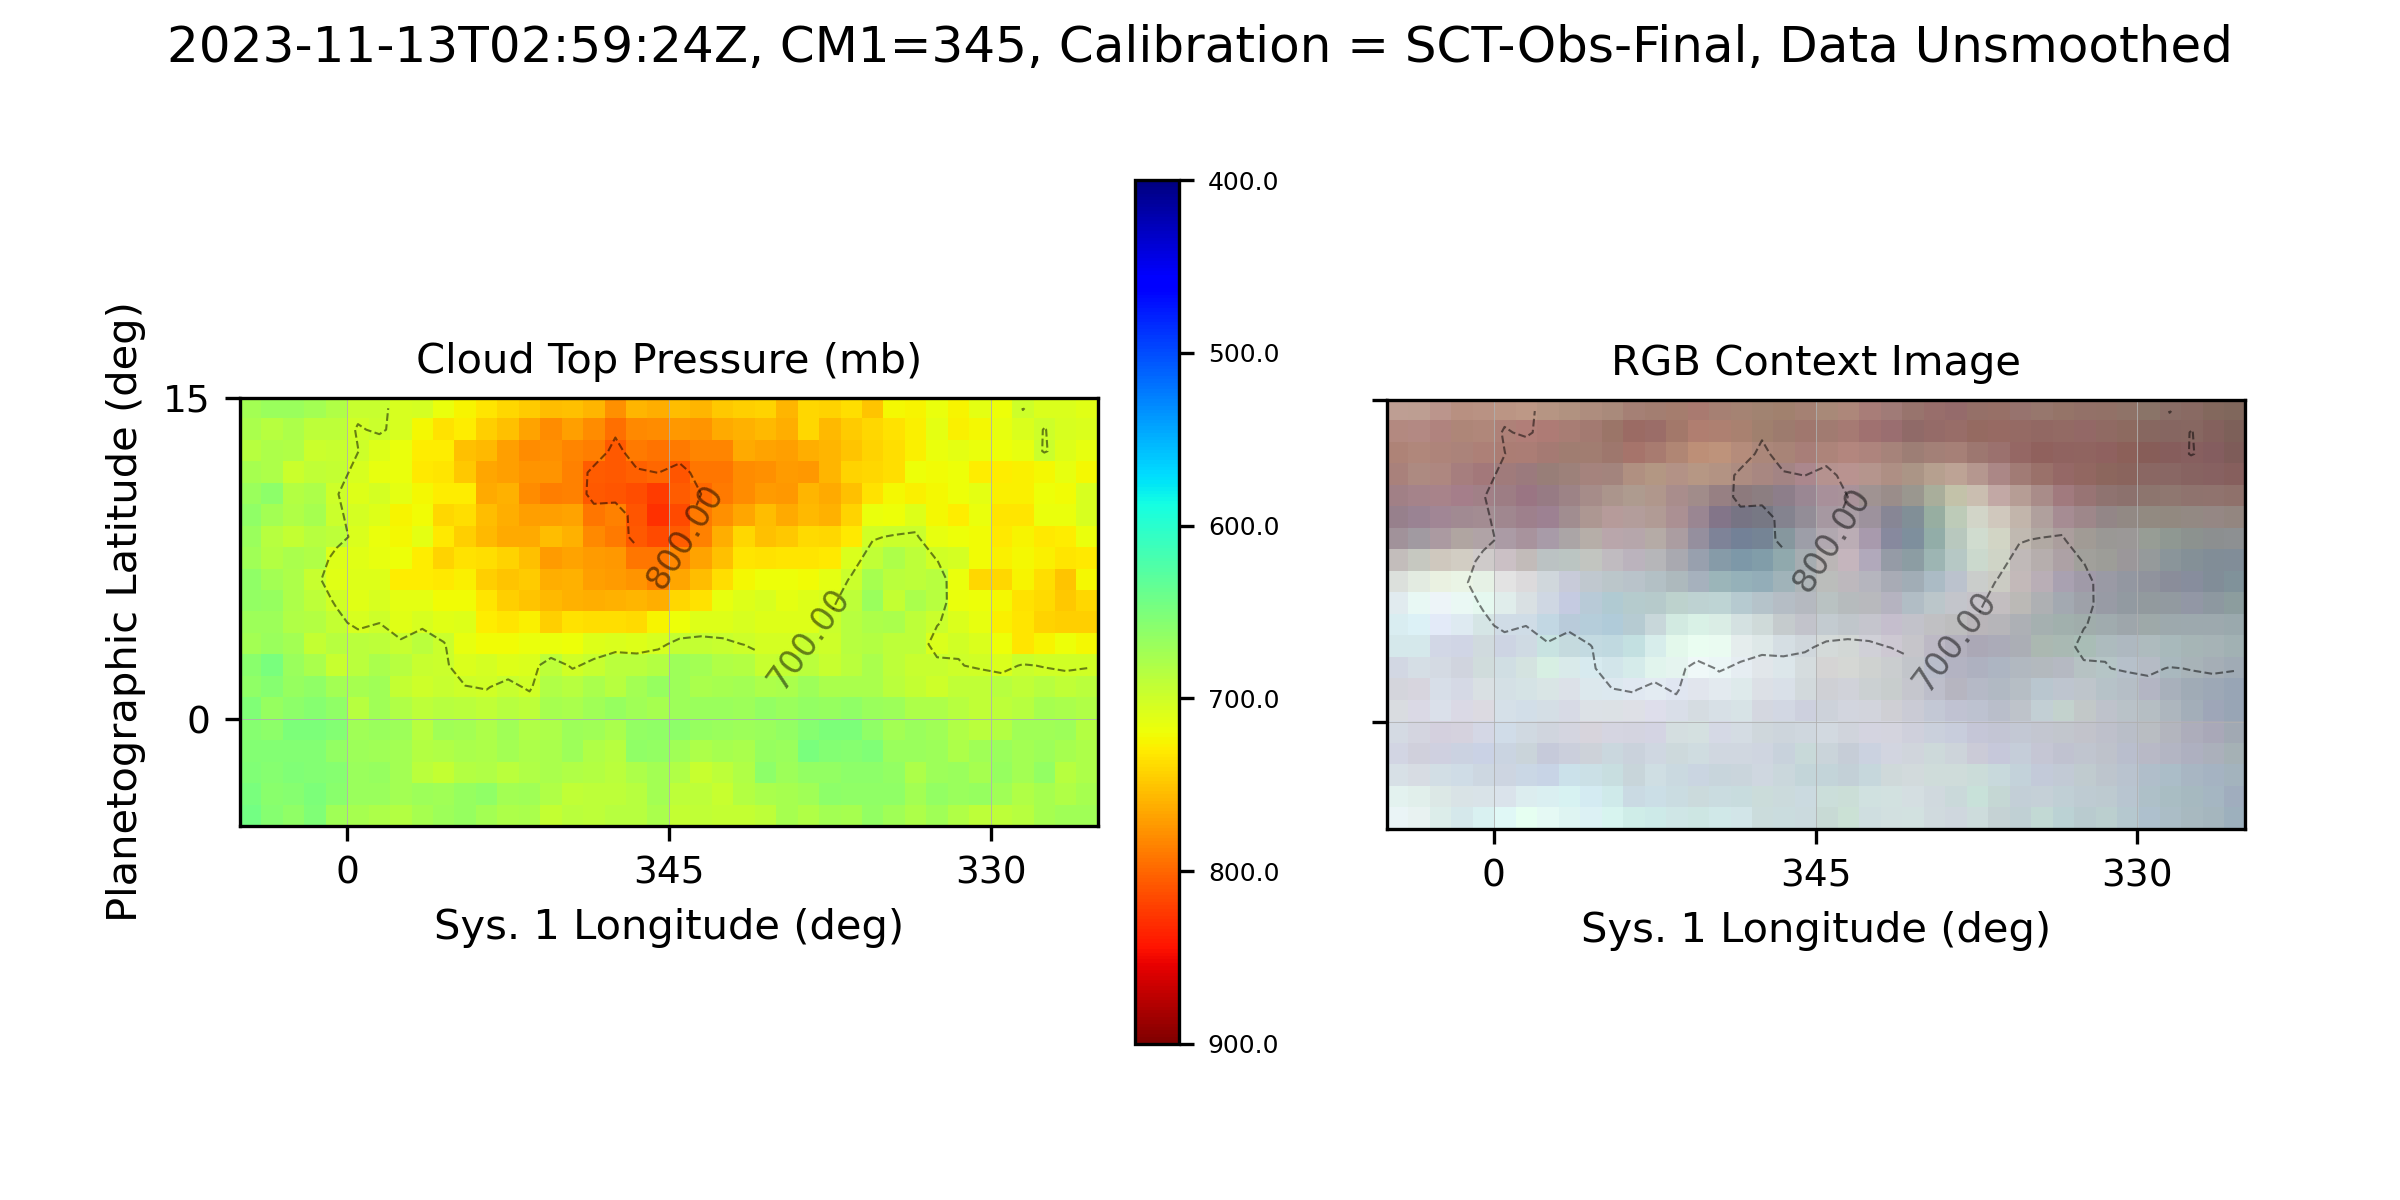 2023-11-13T02:59:24Z, CM1=345, Calibration = SCT-Obs-Final, Data Unsmoothed
Cloud Top Pressure (mb)
Planetographic Latitude (deg)
15
0
800.00
700.00
0 345 330
Sys. 1 Longitude (deg)
400.0
500.0
600.0
700.0
800.0
900.0
RGB Context Image
800.00
700.00
0 345 330
Sys. 1 Longitude (deg)